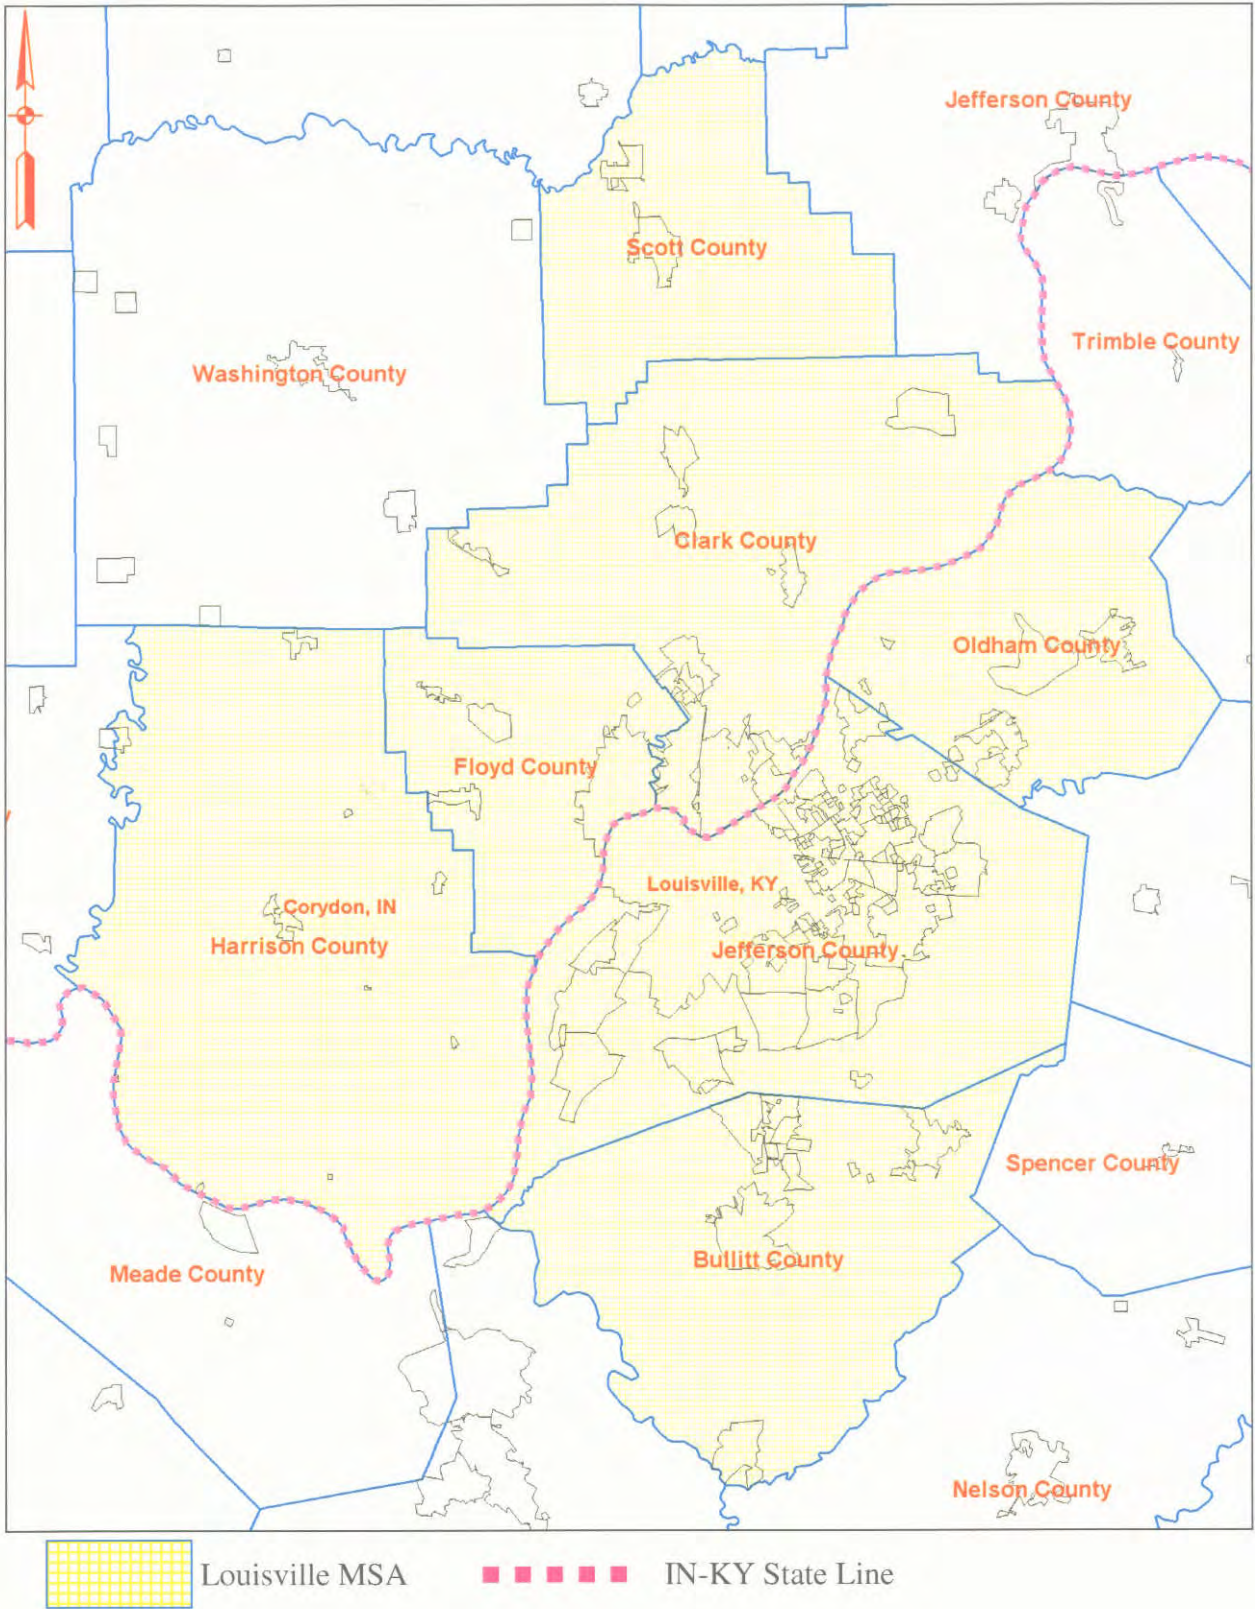 Jefferson County
Scott County
Trimble County
Washington County
Clark County
Oldham County
Floyd County
Louisville, KY
Corydon, IN
Harrison County
Jefferson County
Spencer County
Bullitt County
Meade County
Nelson County
Louisville MSA
IN-KY State Line